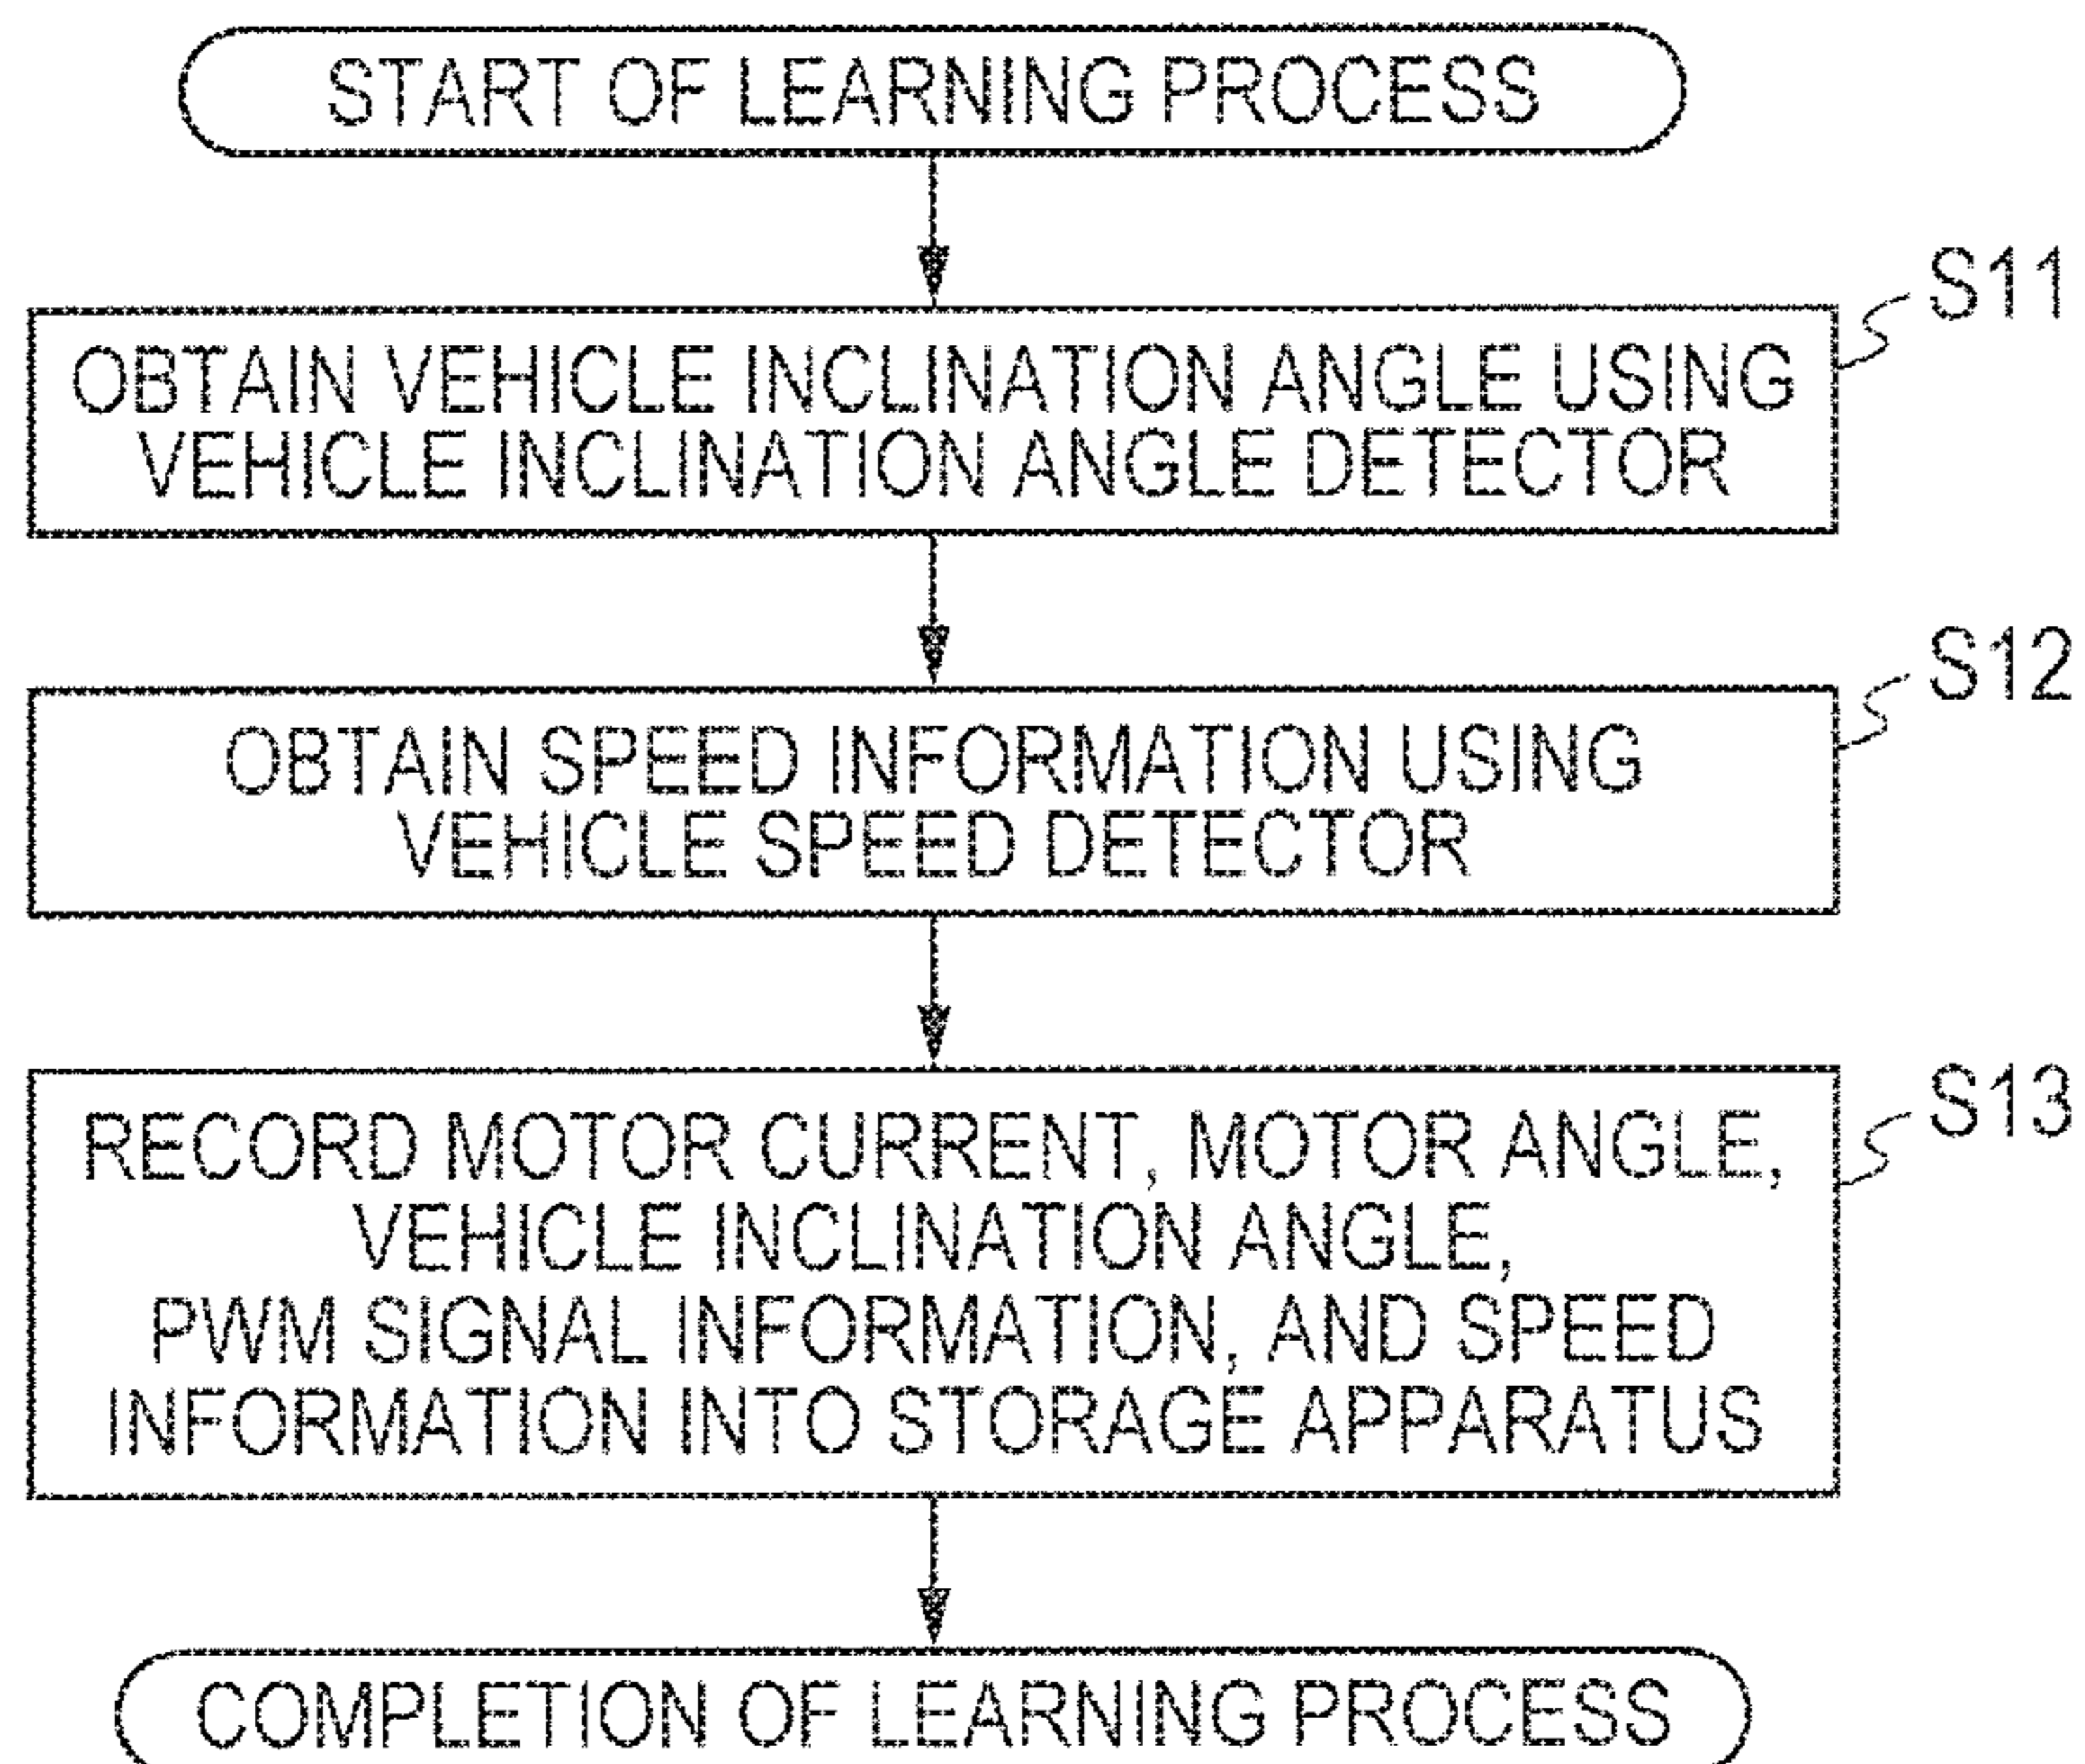 START OF LEARNING PROCESS
S11
OBTAIN VEHICLE INCLINATION ANGLE USING
VEHICLE INCLINATION ANGLE DETECTOR
S12
OBTAIN SPEED INFORMATION USING
VEHICLE SPEED DETECTOR
S13
RECORD MOTOR CURRENT, MOTOR ANGLE,
VEHICLE INCLINATION ANGLE,
PWM SIGNAL INFORMATION, AND SPEED
INFORMATION INTO STORAGE APPARATUS
COMPLETION OF LEARNING PROCESS